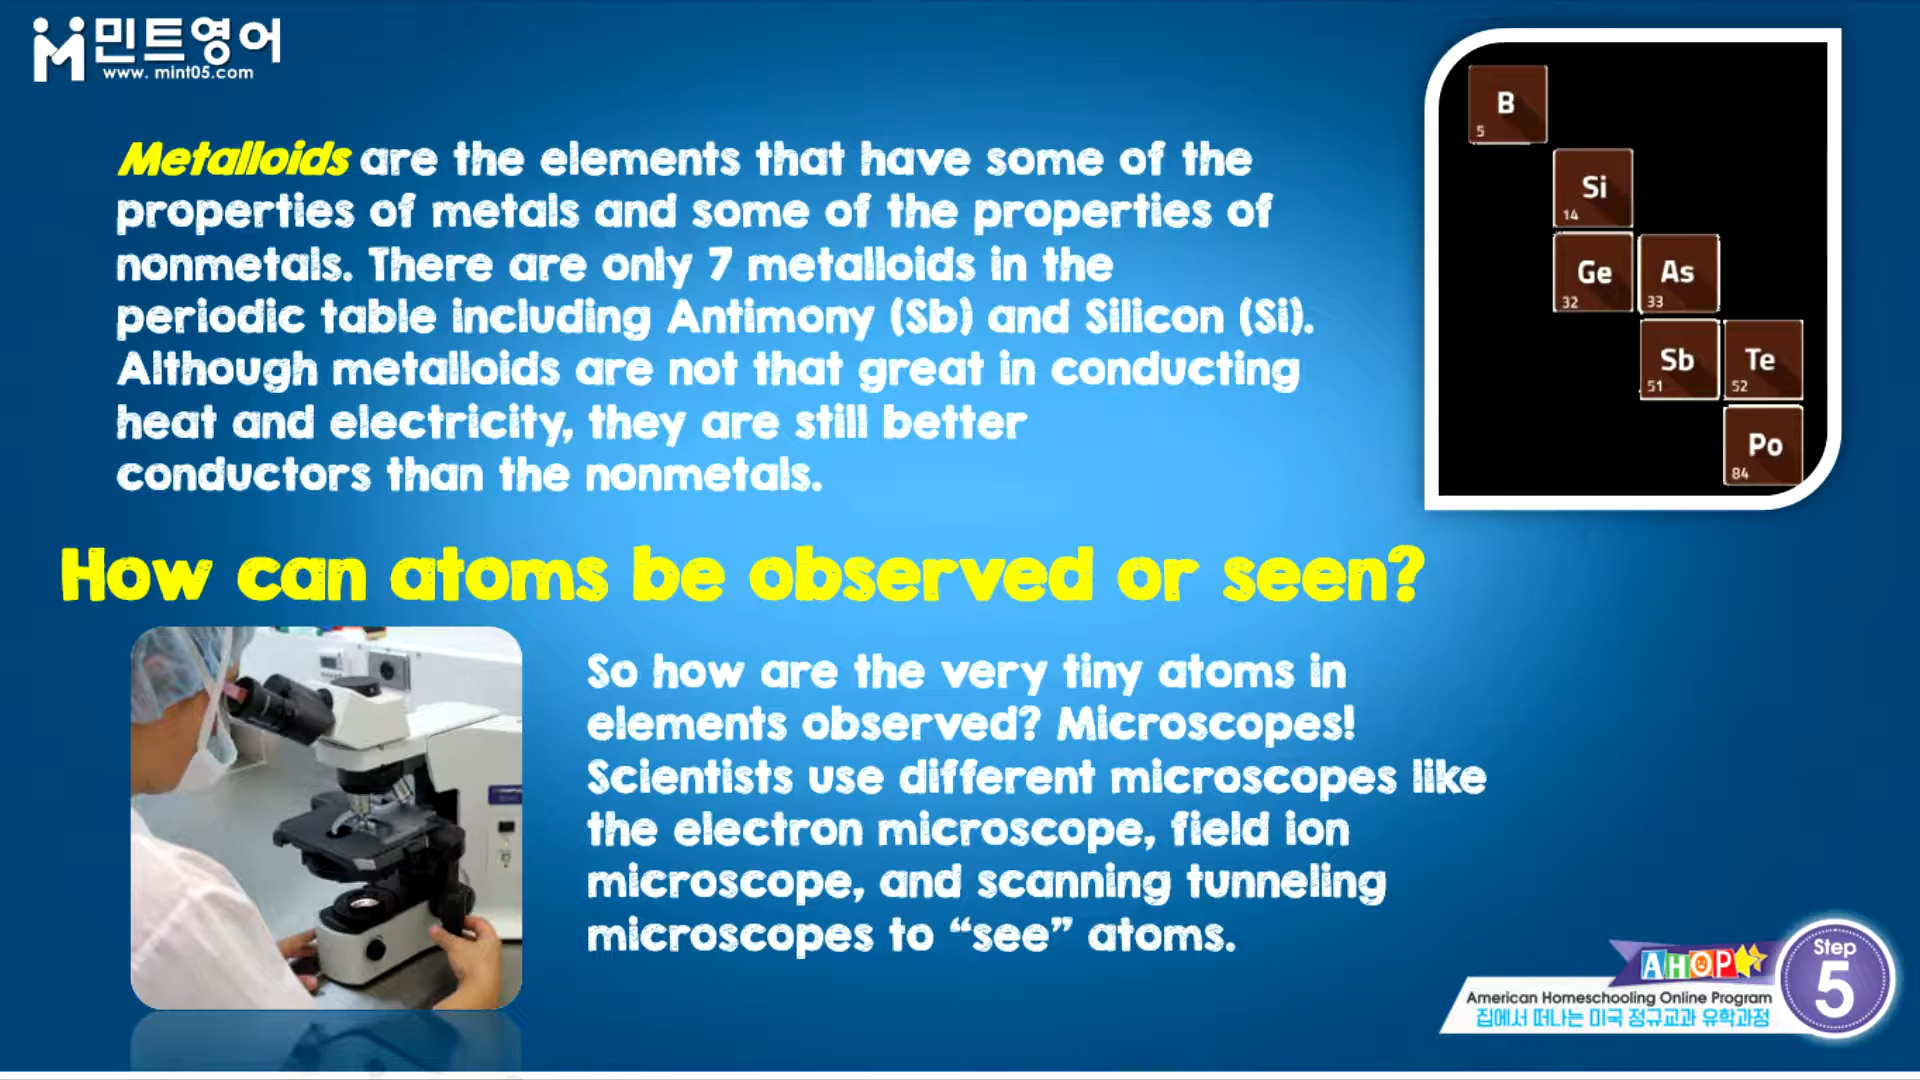 민트영어
www. mint05.com
Metalloids are the elements that have some of the
properties of metals and some of the properties of
nonmetals. There are only 7 metalloids in the
periodic table including Antimony (Sb) and Silicon (Si).
Although metalloids are not that great in conducting
heat and electricity, they are still better
conductors than the nonmetals.
B
5
Si
14
Ge
32
As
33
Sb
51
Te
52
Po
84
How can atoms be observed or seen?
So how are the very tiny atoms in
elements observed? Microscopes!
Scientists use different microscopes like
the electron microscope, field ion
microscope, and scanning tunneling
microscopes to “see” atoms.
AHOP
Step
5
American Homeschooling Online Program
집에서 떠나는 미국 정규교과 유학과정